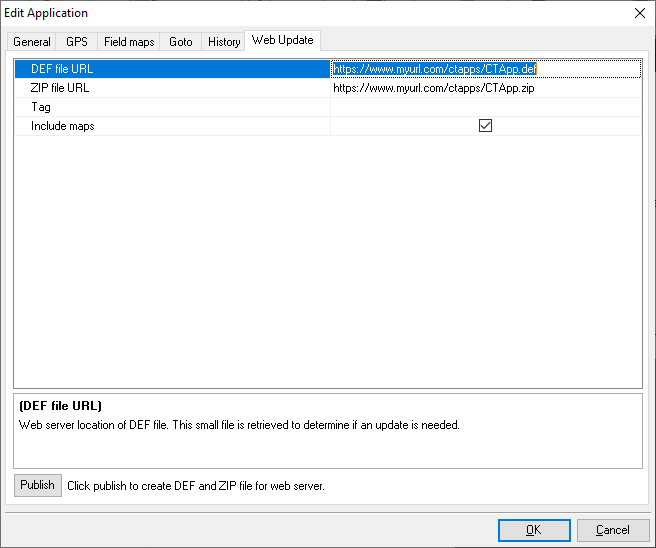 Edit Application
General GPS Field maps Goto History Web Update
DEF file URL https://www.myurl.com/ctapps/CTApp.def
ZIP file URL https://www.myurl.com/ctapps/CTApp.zip
Tag
Include maps
(DEF file URL)
Web server location of DEF file. This small file is retrieved to determine if an update is needed.
Publish Click publish to create DEF and ZIP file for web server.
OK Cancel